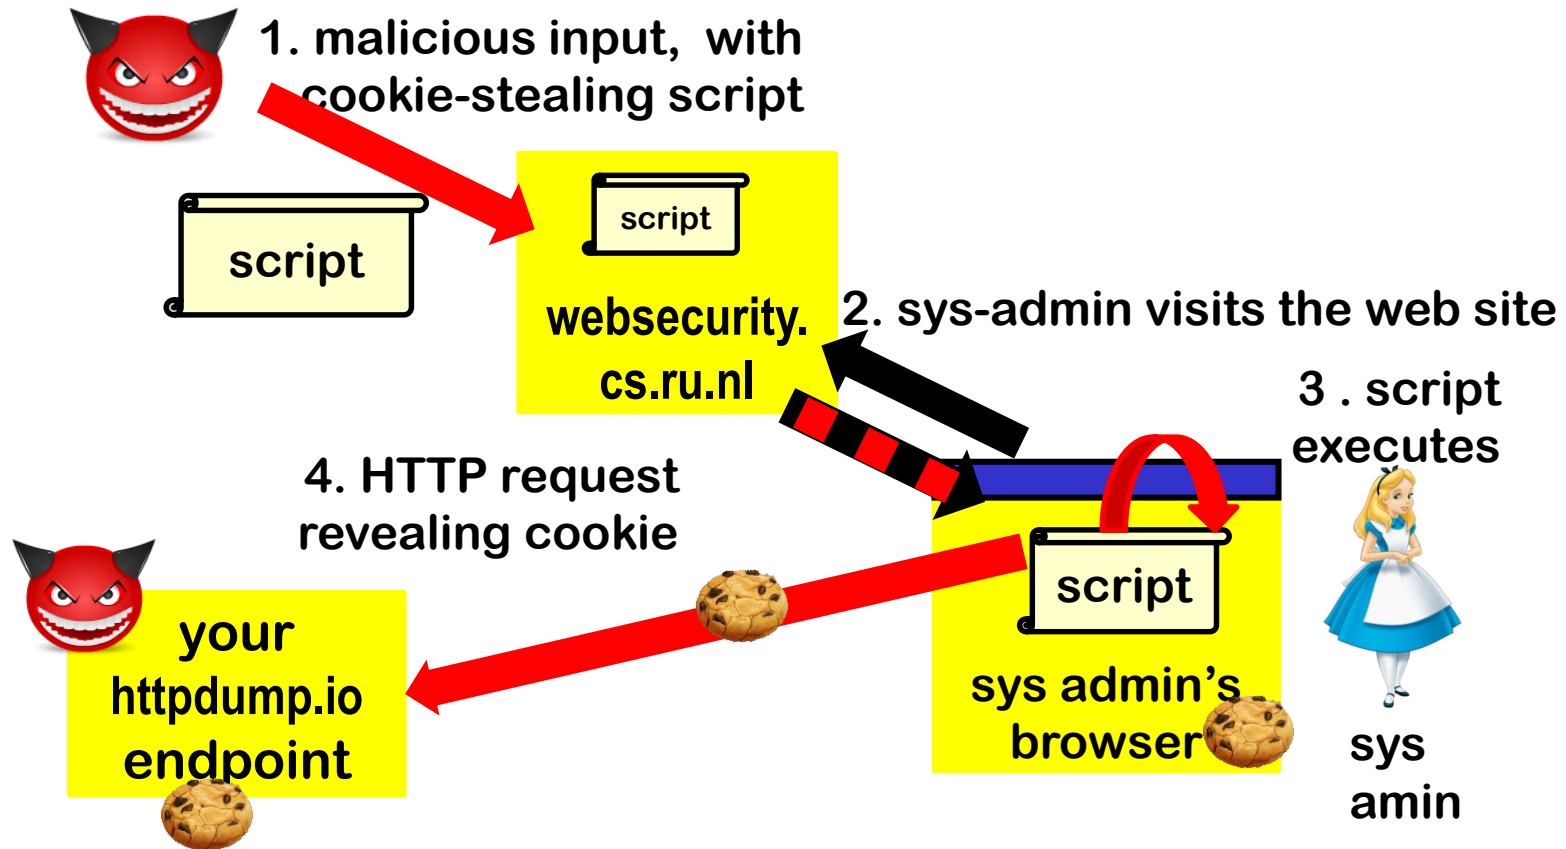 1. malicious input, with
cookie-stealing script
script
script
websecurity.
cs.ru.nl
2. sys-admin visits the web site
3 . script
executes
4. HTTP request
revealing cookie
script
sys admin’s
browser
sys
amin
your
httpdump.io
endpoint